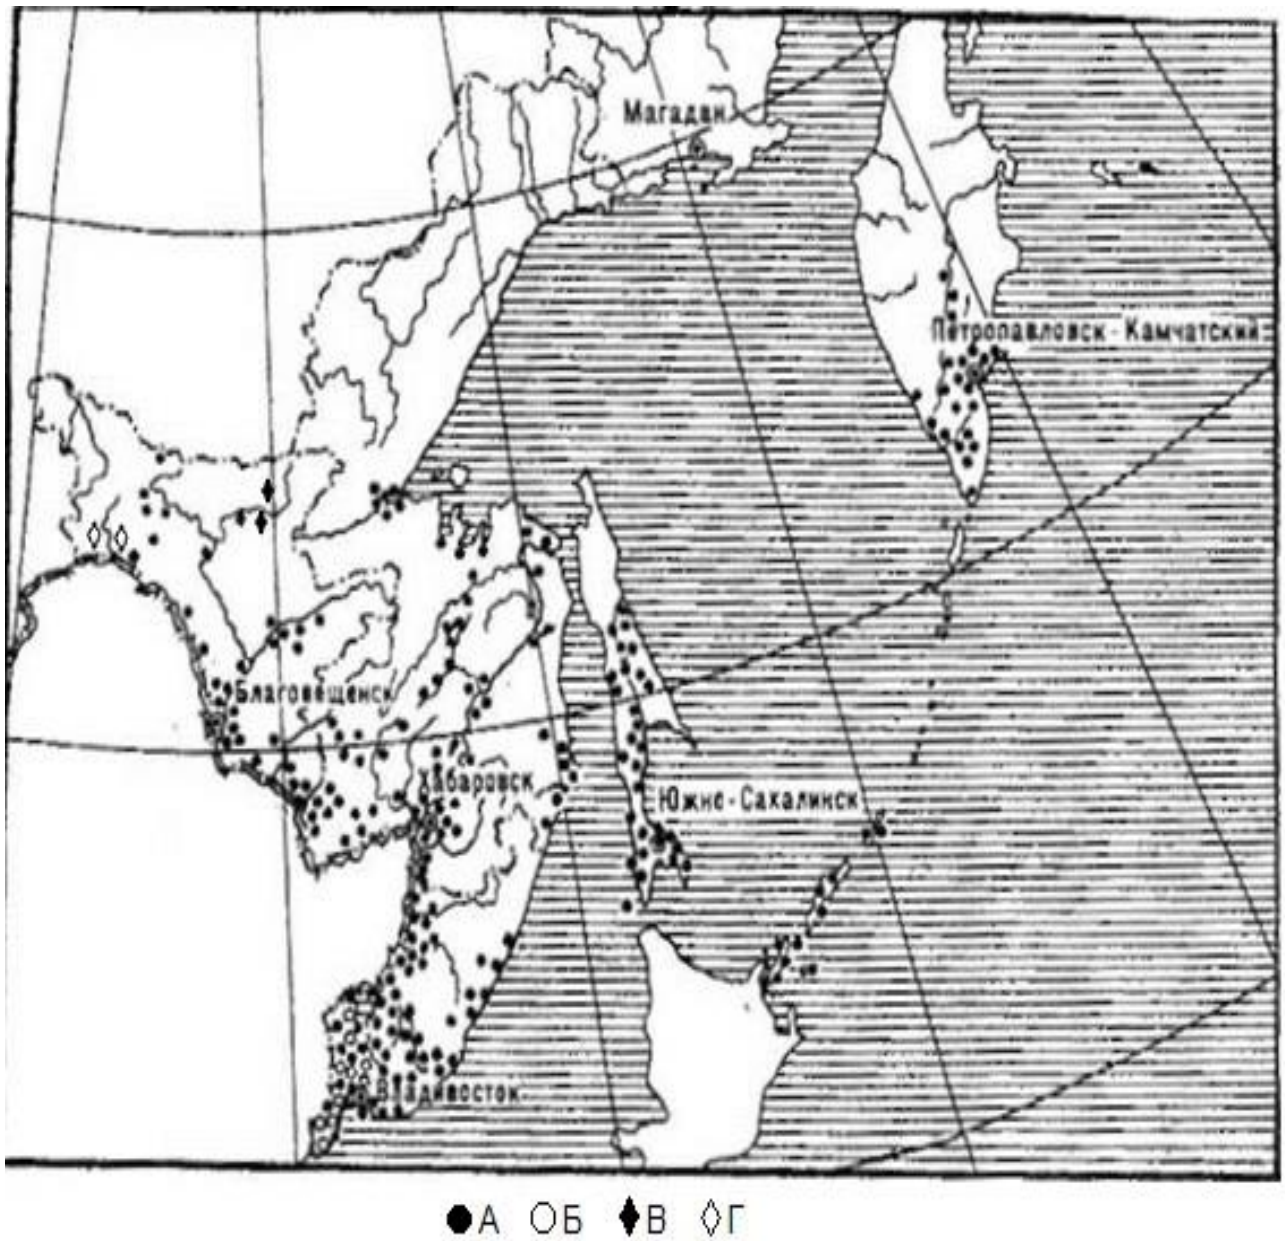 Магадан
Петропавловск-Камчатский
Благовещенск
Хабаровск
Южно-Сахалинск
Владивосток
А Б В Г